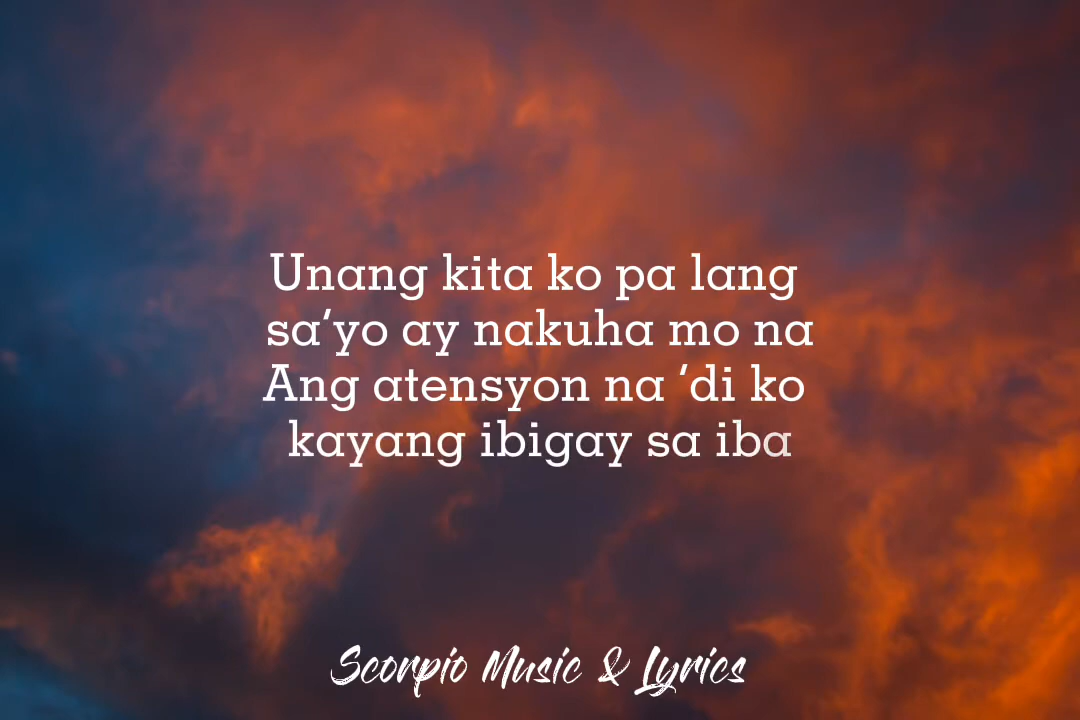 Unang kita ko pa lang
sa’yo ay nakuha mo na
Ang atensyon na ’di ko
kayang ibigay sa iba
Scorpio Music & Lyrics